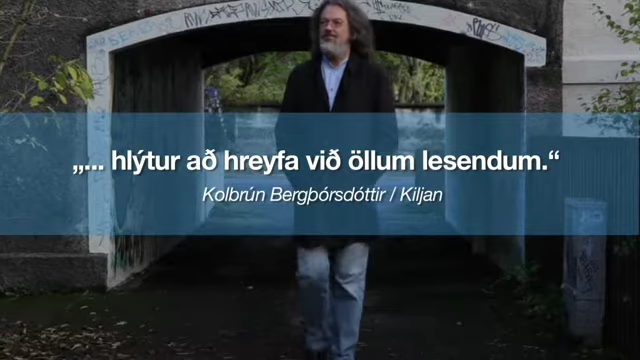 „... hlýtur að hreyfa við öllum lesendum.“
Kolbrún Bergþórsdóttir / Kiljan